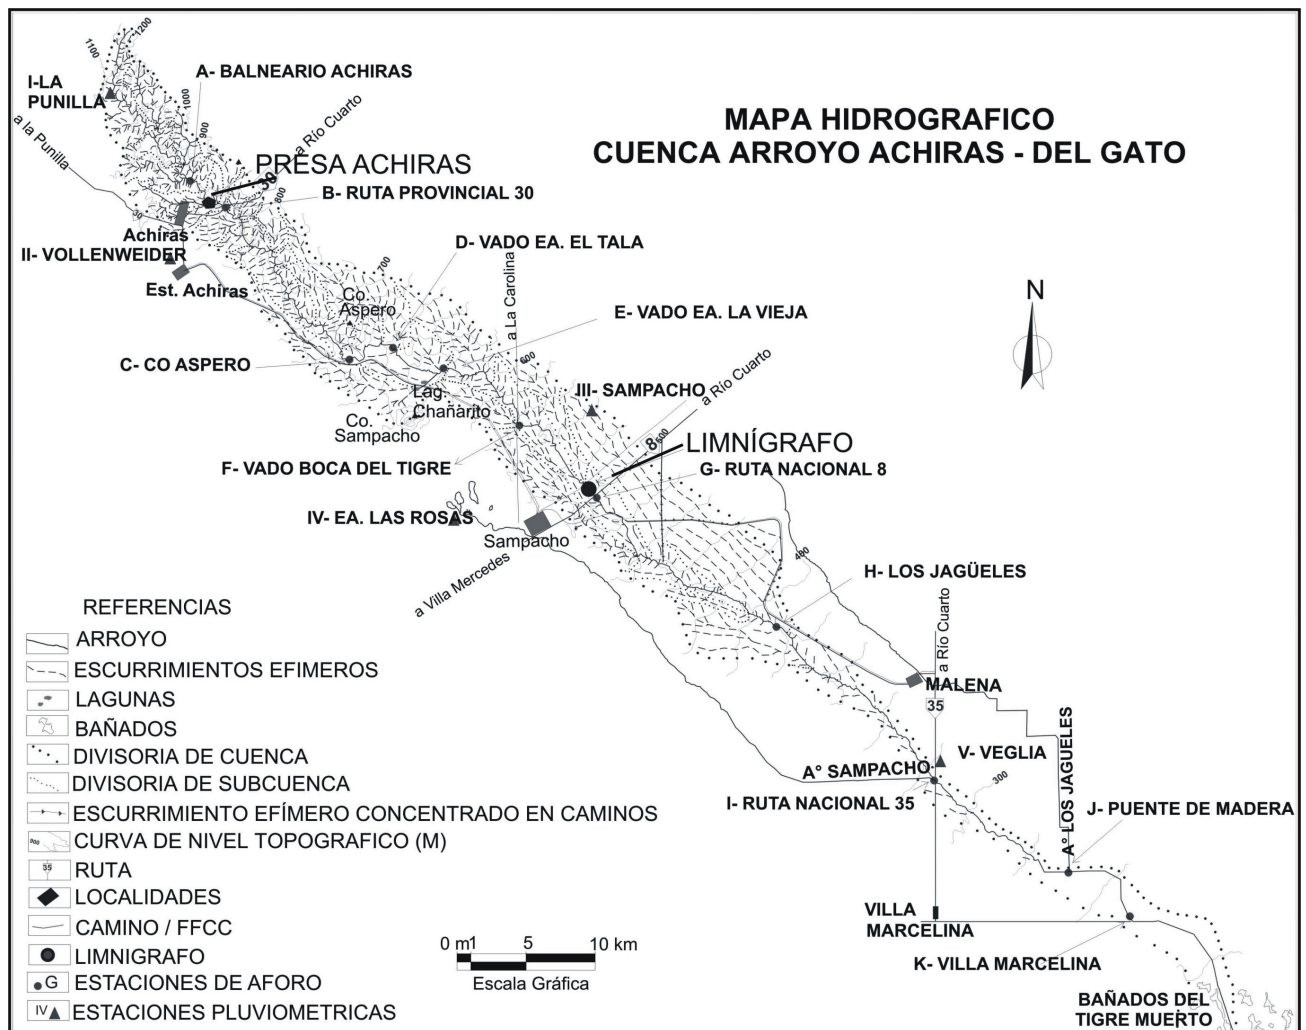 MAPA HIDROGRAFICO
CUENCA ARROYO ACHIRAS - DEL GATO
1200
1100
I-LA
PUNILLA
A- BALNEARIO ACHIRAS
1000
900
a la Punilla
a Río Cuarto
PRESA ACHIRAS
30
B- RUTA PROVINCIAL 30
800
30
Achiras
II- VOLLENWEIDER
Est. Achiras
D- VADO EA. EL TALA
700
a La Carolina
Co.
Aspero
E- VADO EA. LA VIEJA
C- CO ASPERO
600
a Río Cuarto
Lag.
Chañarito
III- SAMPACHO
Co.
Sampacho
8
500
LIMNÍGRAFO
F- VADO BOCA DEL TIGRE
G- RUTA NACIONAL 8
IV- EA. LAS ROSAS
Sampacho
a Villa Mercedes
400
H- LOS JAGÜELES
a Río Cuarto
MALENA
35
V- VEGLIA
A° SAMPACHO
300
I- RUTA NACIONAL 35
A° LOS JAGUELES
J- PUENTE DE MADERA
VILLA
MARCELINA
K- VILLA MARCELINA
BAÑADOS DEL
TIGRE MUERTO
N
REFERENCIAS
ARROYO
ESCURRIMIENTOS EFIMEROS
LAGUNAS
BAÑADOS
DIVISORIA DE CUENCA
DIVISORIA DE SUBCUENCA
ESCURRIMIENTO EFÍMERO CONCENTRADO EN CAMINOS
900 CURVA DE NIVEL TOPOGRAFICO (M)
35 RUTA
LOCALIDADES
CAMINO / FFCC
LIMNIGRAFO
G ESTACIONES DE AFORO
IV ESTACIONES PLUVIOMETRICAS
0 m1 5 10 km
Escala Gráfica